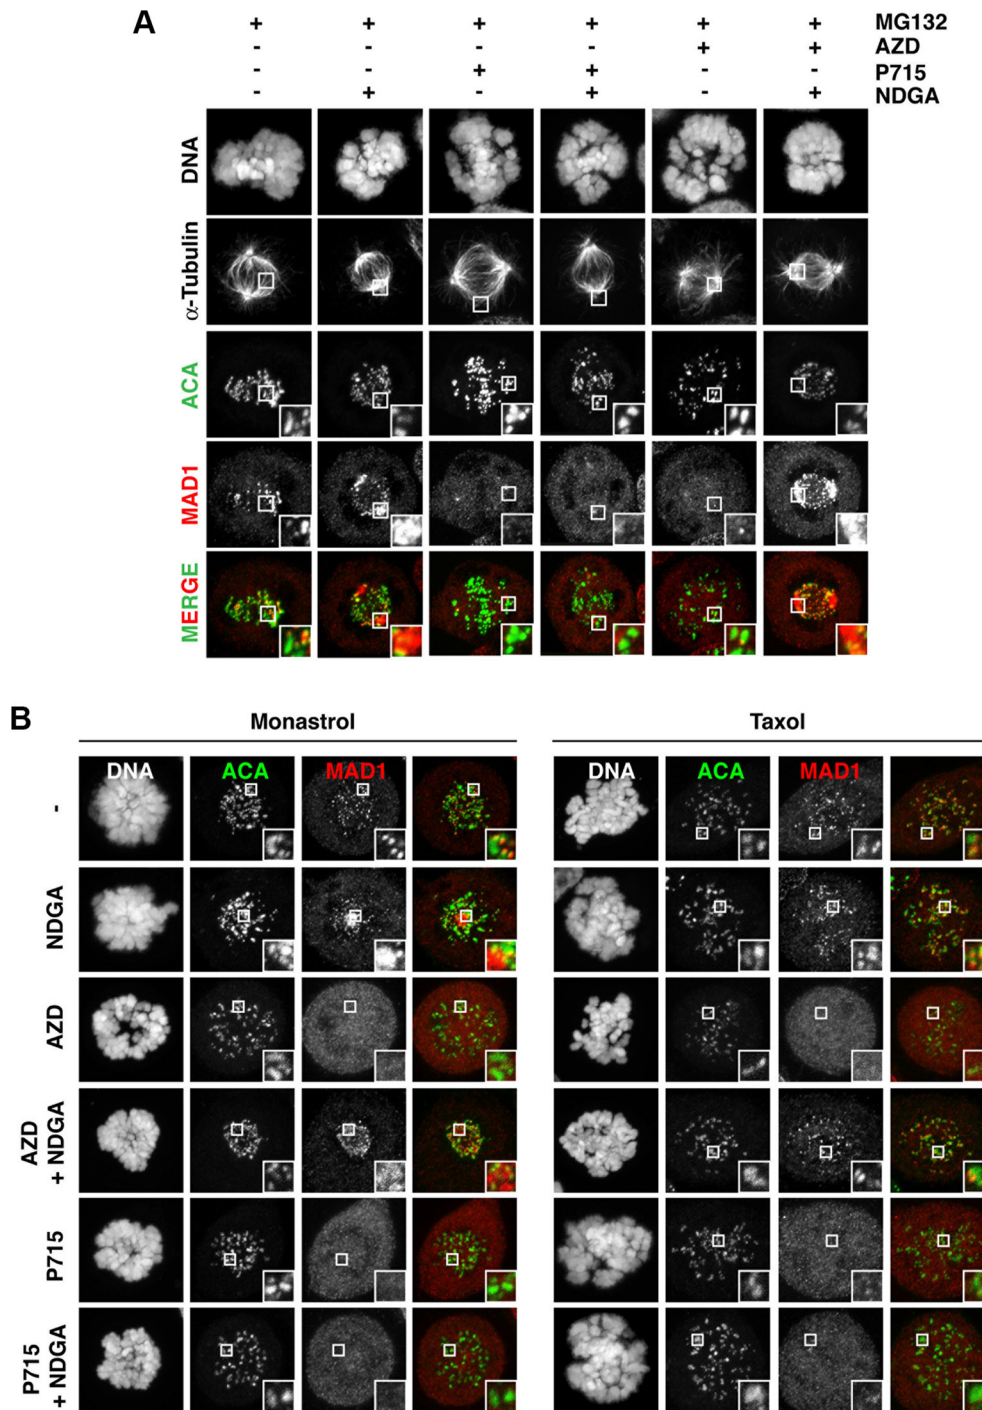 A
+ + + + + + MG132
- - - - + + AZD
- - + + - - P715
- + - + - + NDGA
DNA
α-Tubulin
ACA
MAD1
MERGE
B
Monastrol Taxol
DNA ACA MAD1 DNA ACA MAD1
-
NDGA
AZD
AZD
+ NDGA
P715
P715
+ NDGA